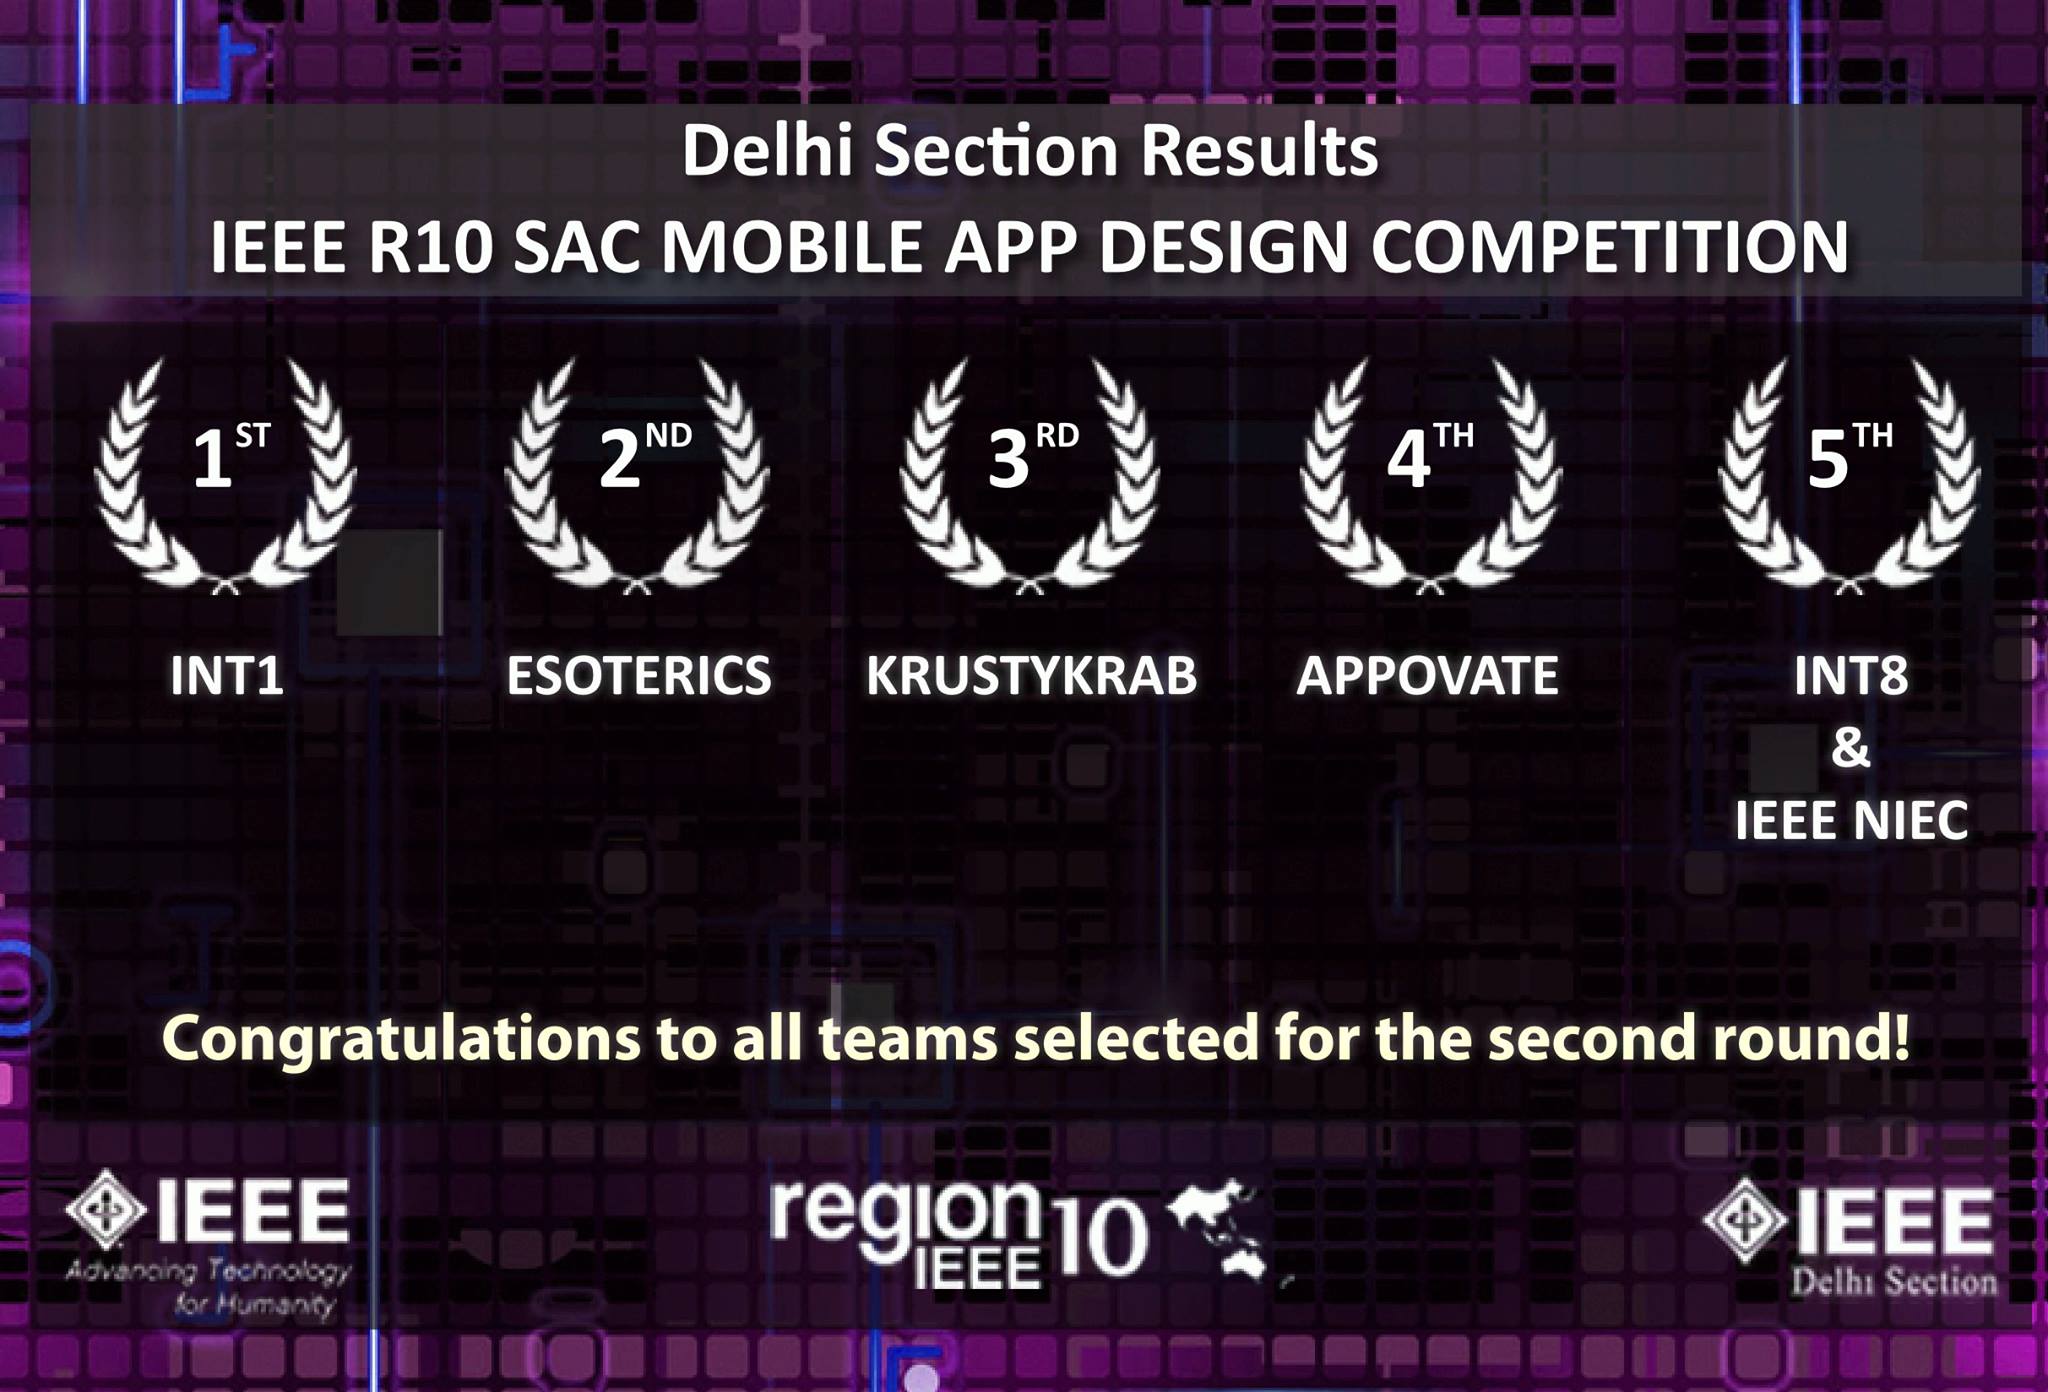 Delhi Section Results
IEEE R10 SAC MOBILE APP DESIGN COMPETITION
1ST
2ND
3RD
4TH
5TH
INT1
ESOTERICS
KRUSTYKRAB
APPOVATE
INT8
&
IEEE NIEC
Congratulations to all teams selected for the second round!
IEEE
Advancing Technology
for Humanity
region 10
IEEE
IEEE
Delhi Section